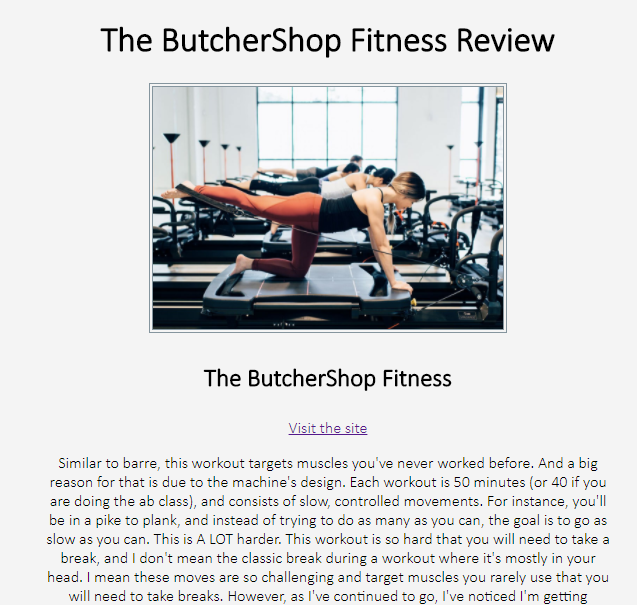 The ButcherShop Fitness Review
The ButcherShop Fitness
Visit the site
Similar to barre, this workout targets muscles you've never worked before. And a big
reason for that is due to the machine's design. Each workout is 50 minutes (or 40 if you
are doing the ab class), and consists of slow, controlled movements. For instance, you'll
be in a pike to plank, and instead of trying to do as many as you can, the goal is to go as
slow as you can. This is A LOT harder. This workout is so hard that you will need to take a
break, and I don't mean the classic break during a workout where it's mostly in your
head. I mean these moves are so challenging and target muscles you rarely use that you
will need to take breaks. However, as I've continued to go, I've noticed I'm getting